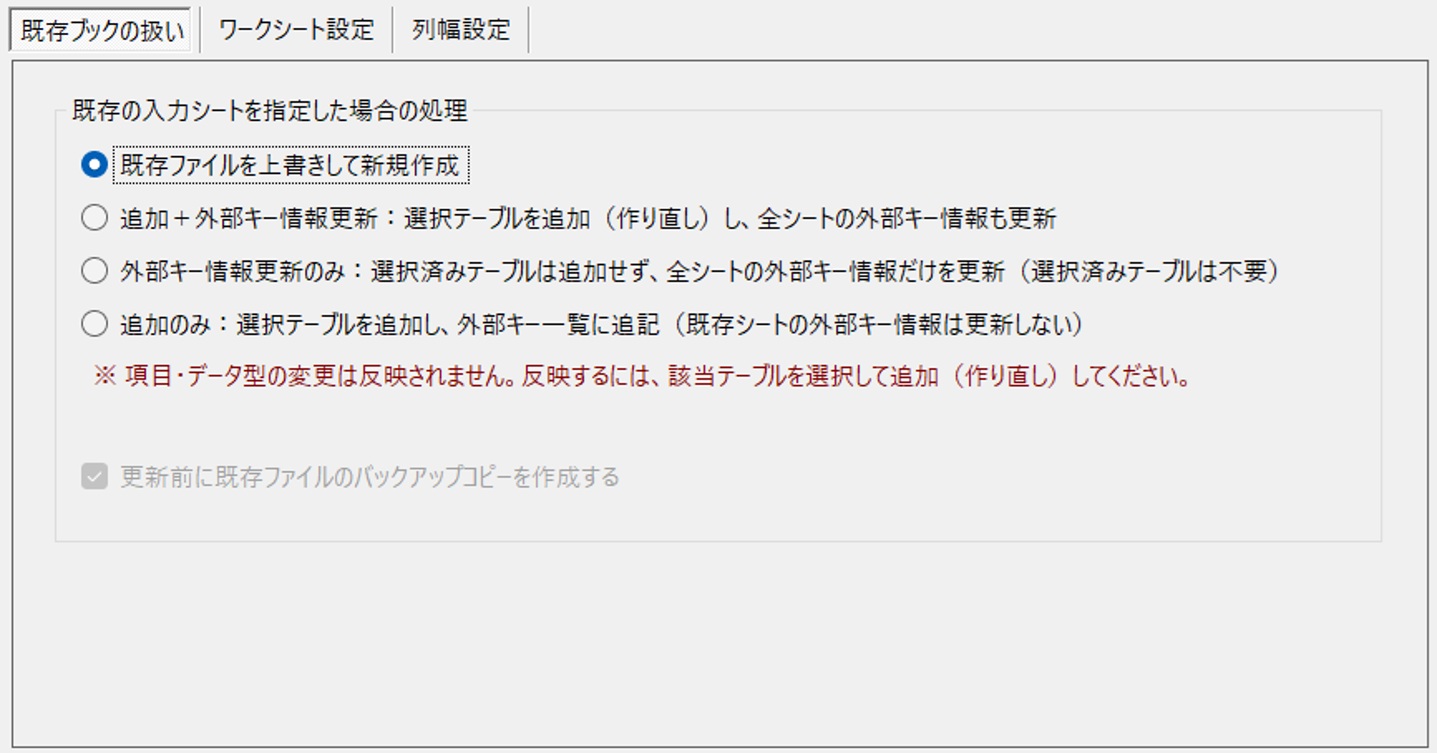 既存ブックの扱い ワークシート設定 列幅設定
既存の入力シートを指定した場合の処理
既存ファイルを上書きして新規作成
追加＋外部キー情報更新：選択テーブルを追加（作り直し）し、全シートの外部キー情報も更新
外部キー情報更新のみ：選択済みテーブルは追加せず、全シートの外部キー情報だけを更新（選択済みテーブルは不要）
追加のみ：選択テーブルを追加し、外部キー一覧に追記（既存シートの外部キー情報は更新しない）
※ 項目・データ型の変更は反映されません。反映するには、該当テーブルを選択して追加（作り直し）してください。
更新前に既存ファイルのバックアップコピーを作成する